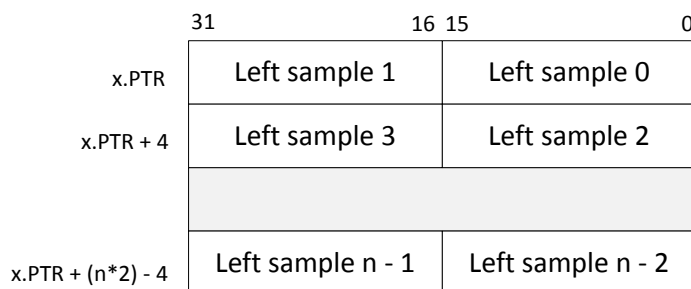 31 16 15 0
x.PTR Left sample 1 Left sample 0
x.PTR + 4 Left sample 3 Left sample 2
x.PTR + (n*2) - 4 Left sample n - 1 Left sample n - 2